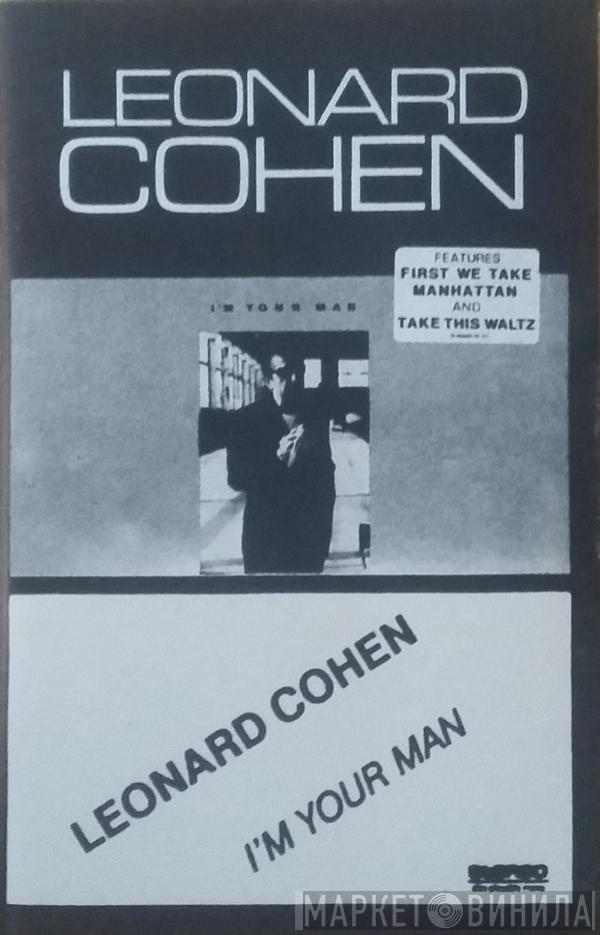 LEONARD
COHEN
FEATURES
FIRST WE TAKE
MANHATTAN
AND
TAKE THIS WALTZ
I'M YOUR MAN
LEONARD COHEN
I'M YOUR MAN
МАРКЕТ ВИНИЛА